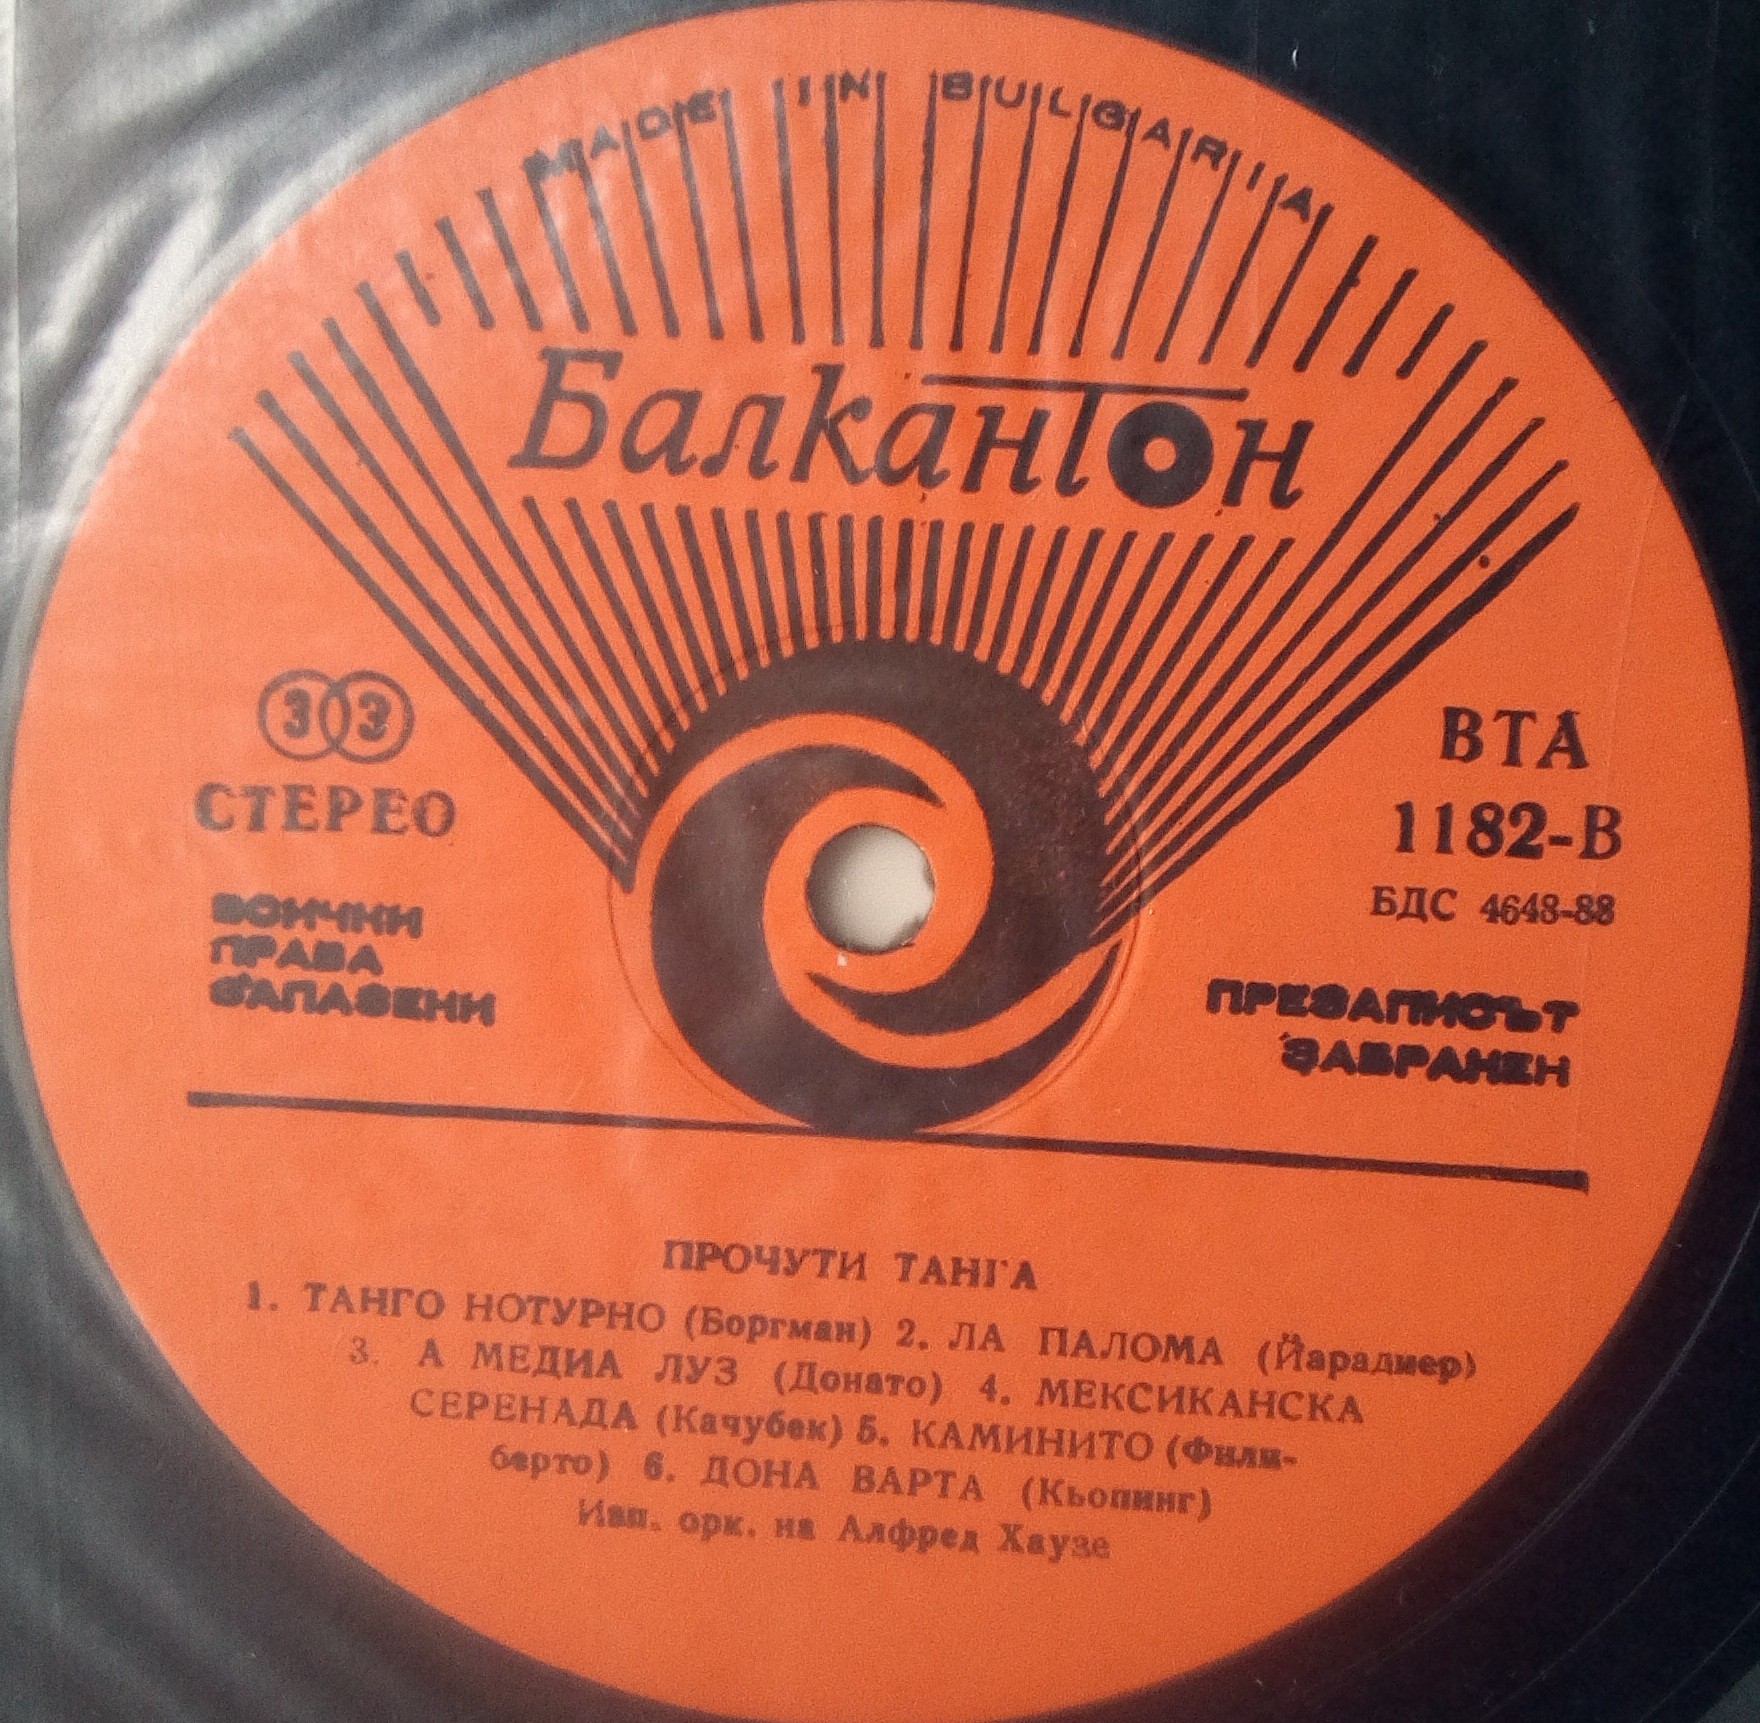 MADE IN BULGARIA
Балкантон
33
СТЕРЕО
ВСИЧКИ
ПРАВА
ЗАПАЗЕНИ
ВТА
1182-В
БДС 4648-88
ПРЕЗАПИСЪТ
ЗАБРАНЕН
ПРОЧУТИ ТАНГА
1. ТАНГО НОТУРНО (Боргман) 2. ЛА ПАЛОМА (Йарадиер)
3. А МЕДИА ЛУЗ (Донато) 4. МЕКСИКАНСКА
СЕРЕНАДА (Качубек) 5. КАМИНИТО (Фили-
берто) 6. ДОНА ВАРТА (Кьопинг)
Изп. орк. на Алфред Хаузе